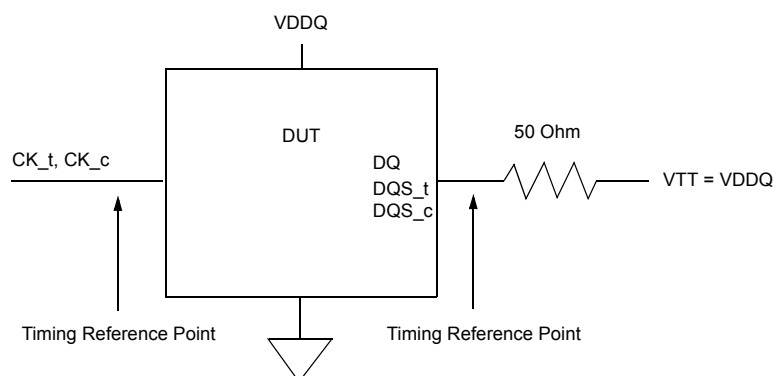 VDDQ
DUT
50 Ohm
CK_t, CK_c
DQ
DQS_t
DQS_c
VTT = VDDQ
Timing Reference Point
Timing Reference Point